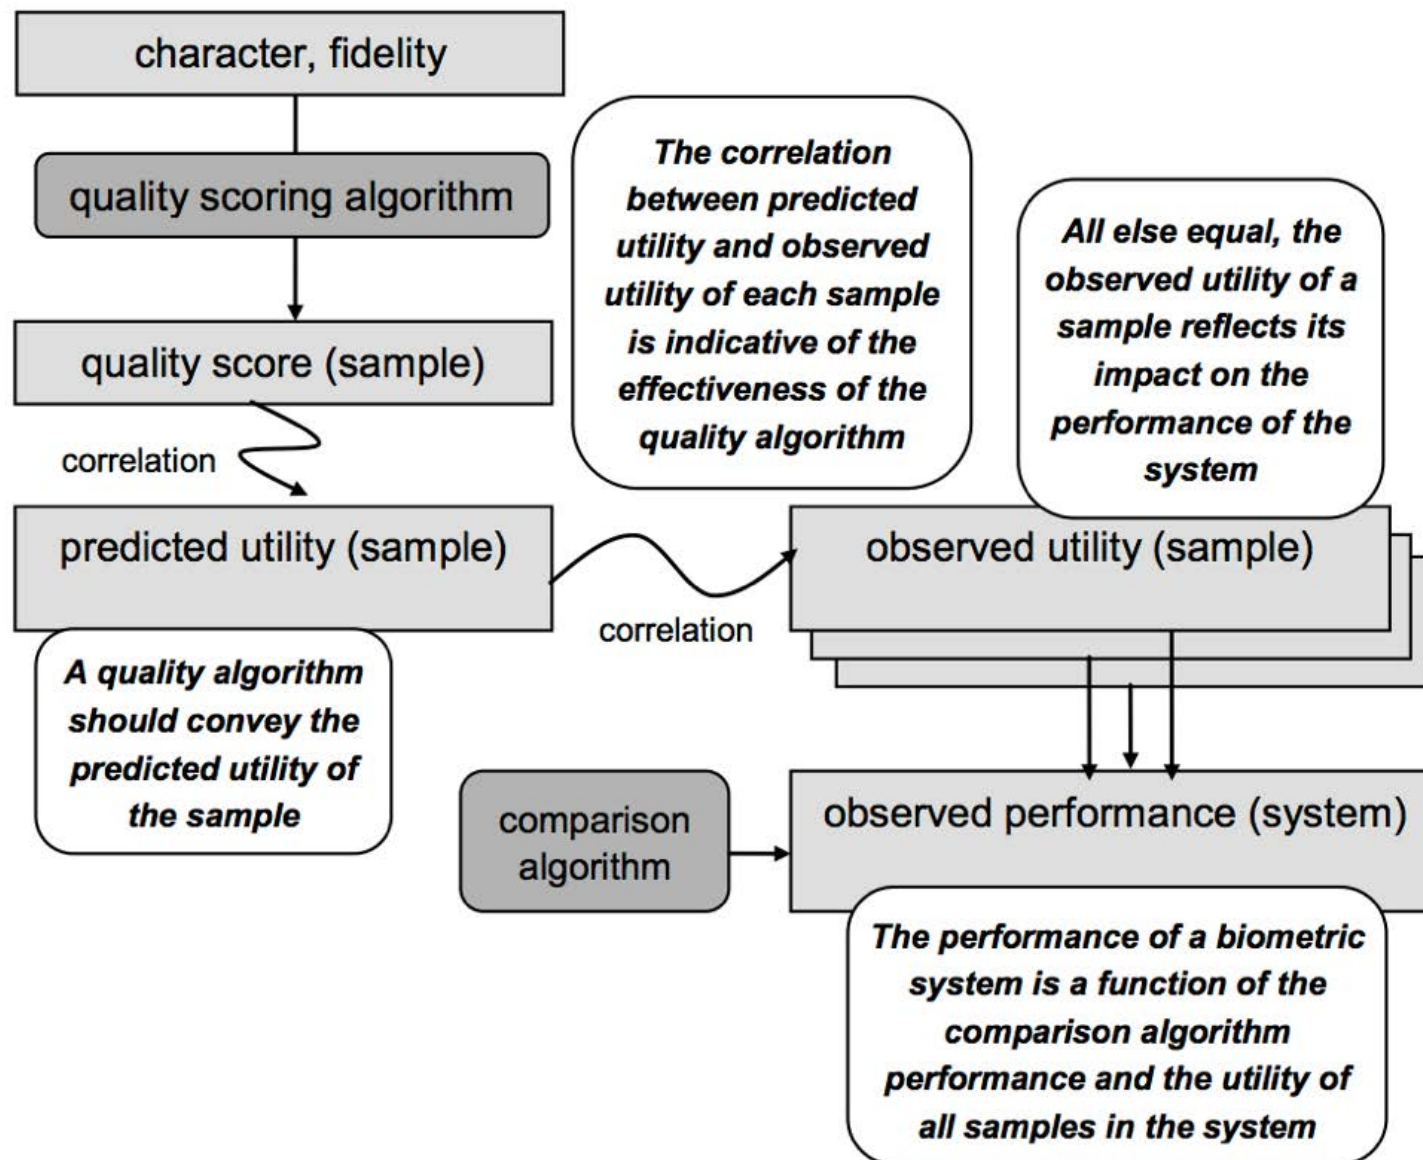 character, fidelity
quality scoring algorithm
quality score (sample)
correlation
predicted utility (sample)
A quality algorithm
should convey the
predicted utility of
the sample
The correlation
between predicted
utility and observed
utility of each sample
is indicative of the
effectiveness of the
quality algorithm
correlation
All else equal, the
observed utility of a
sample reflects its
impact on the
performance of the
system
observed utility (sample)
comparison
algorithm
observed performance (system)
The performance of a biometric
system is a function of the
comparison algorithm
performance and the utility of
all samples in the system